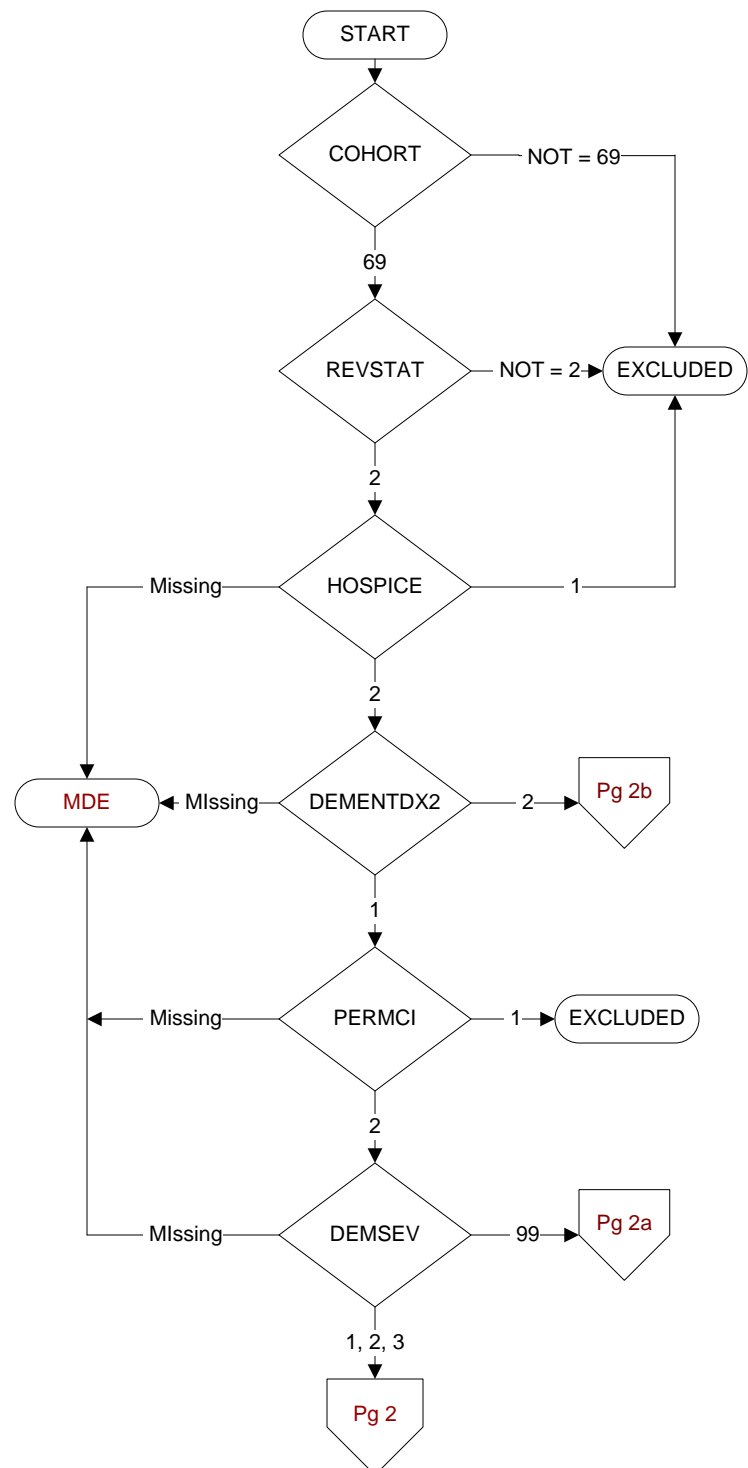 START
COHORT
NOT = 69
69
REVSTAT
NOT = 2
EXCLUDED
2
Missing
HOSPICE
1
2
MDE
MIssing
DEMENTDX2
2
Pg 2b
1
Missing
PERMCI
1
EXCLUDED
2
MIssing
DEMSEV
99
Pg 2a
1, 2, 3
Pg 2